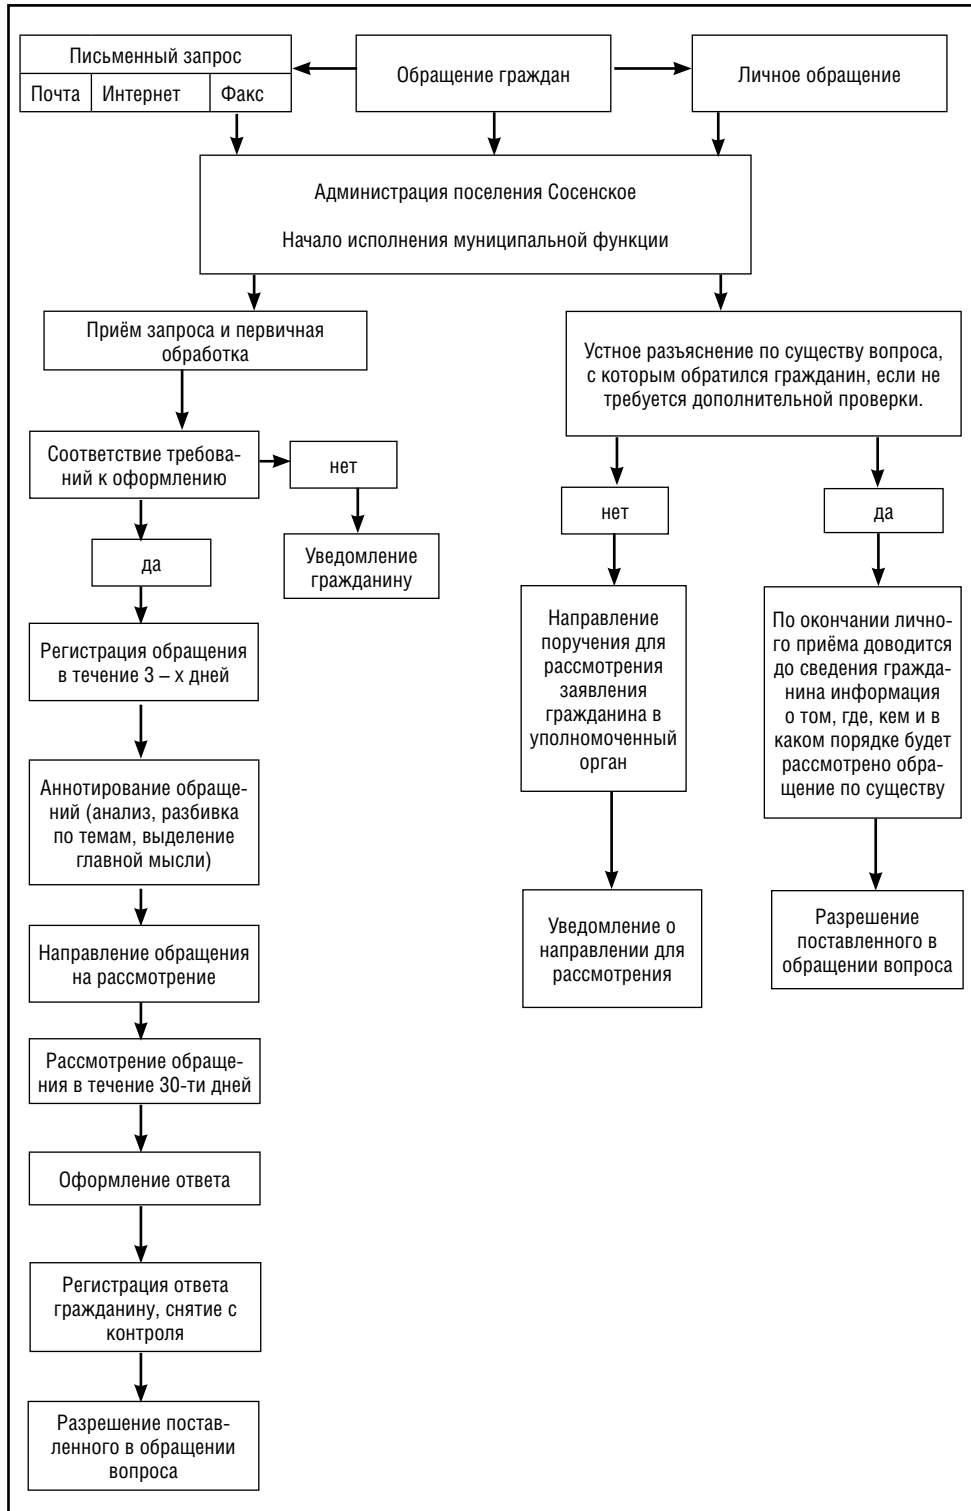 Письменный запрос
Почта
Интернет
Факс
Обращение граждан
Личное обращение
Администрация поселения Сосенское
Начало исполнения муниципальной функции
Приём запроса и первичная
обработка
Соответствие требова-
ний к оформлению
нет
Уведомление
гражданину
да
Регистрация обращения
в течение 3 – х дней
Аннотирование обраще-
ний (анализ, разбивка
по темам, выделение
главной мысли)
Направление обращения
на рассмотрение
Рассмотрение обраще-
ния в течение 30-ти дней
Оформление ответа
Регистрация ответа
гражданину, снятие с
контроля
Разрешение постав-
ленного в обращении
вопроса
Устное разъяснение по существу вопроса,
с которым обратился гражданин, если не
требуется дополнительной проверки.
нет
Направление
поручения для
рассмотрения
заявления
гражданина в
уполномоченный
орган
Уведомление о
направлении для
рассмотрения
да
По окончании лично-
го приёма доводится
до сведения гражда-
нина информация
о том, где, кем и в
каком порядке будет
рассмотрено обра-
щение по существу
Разрешение
поставленного в
обращении вопроса